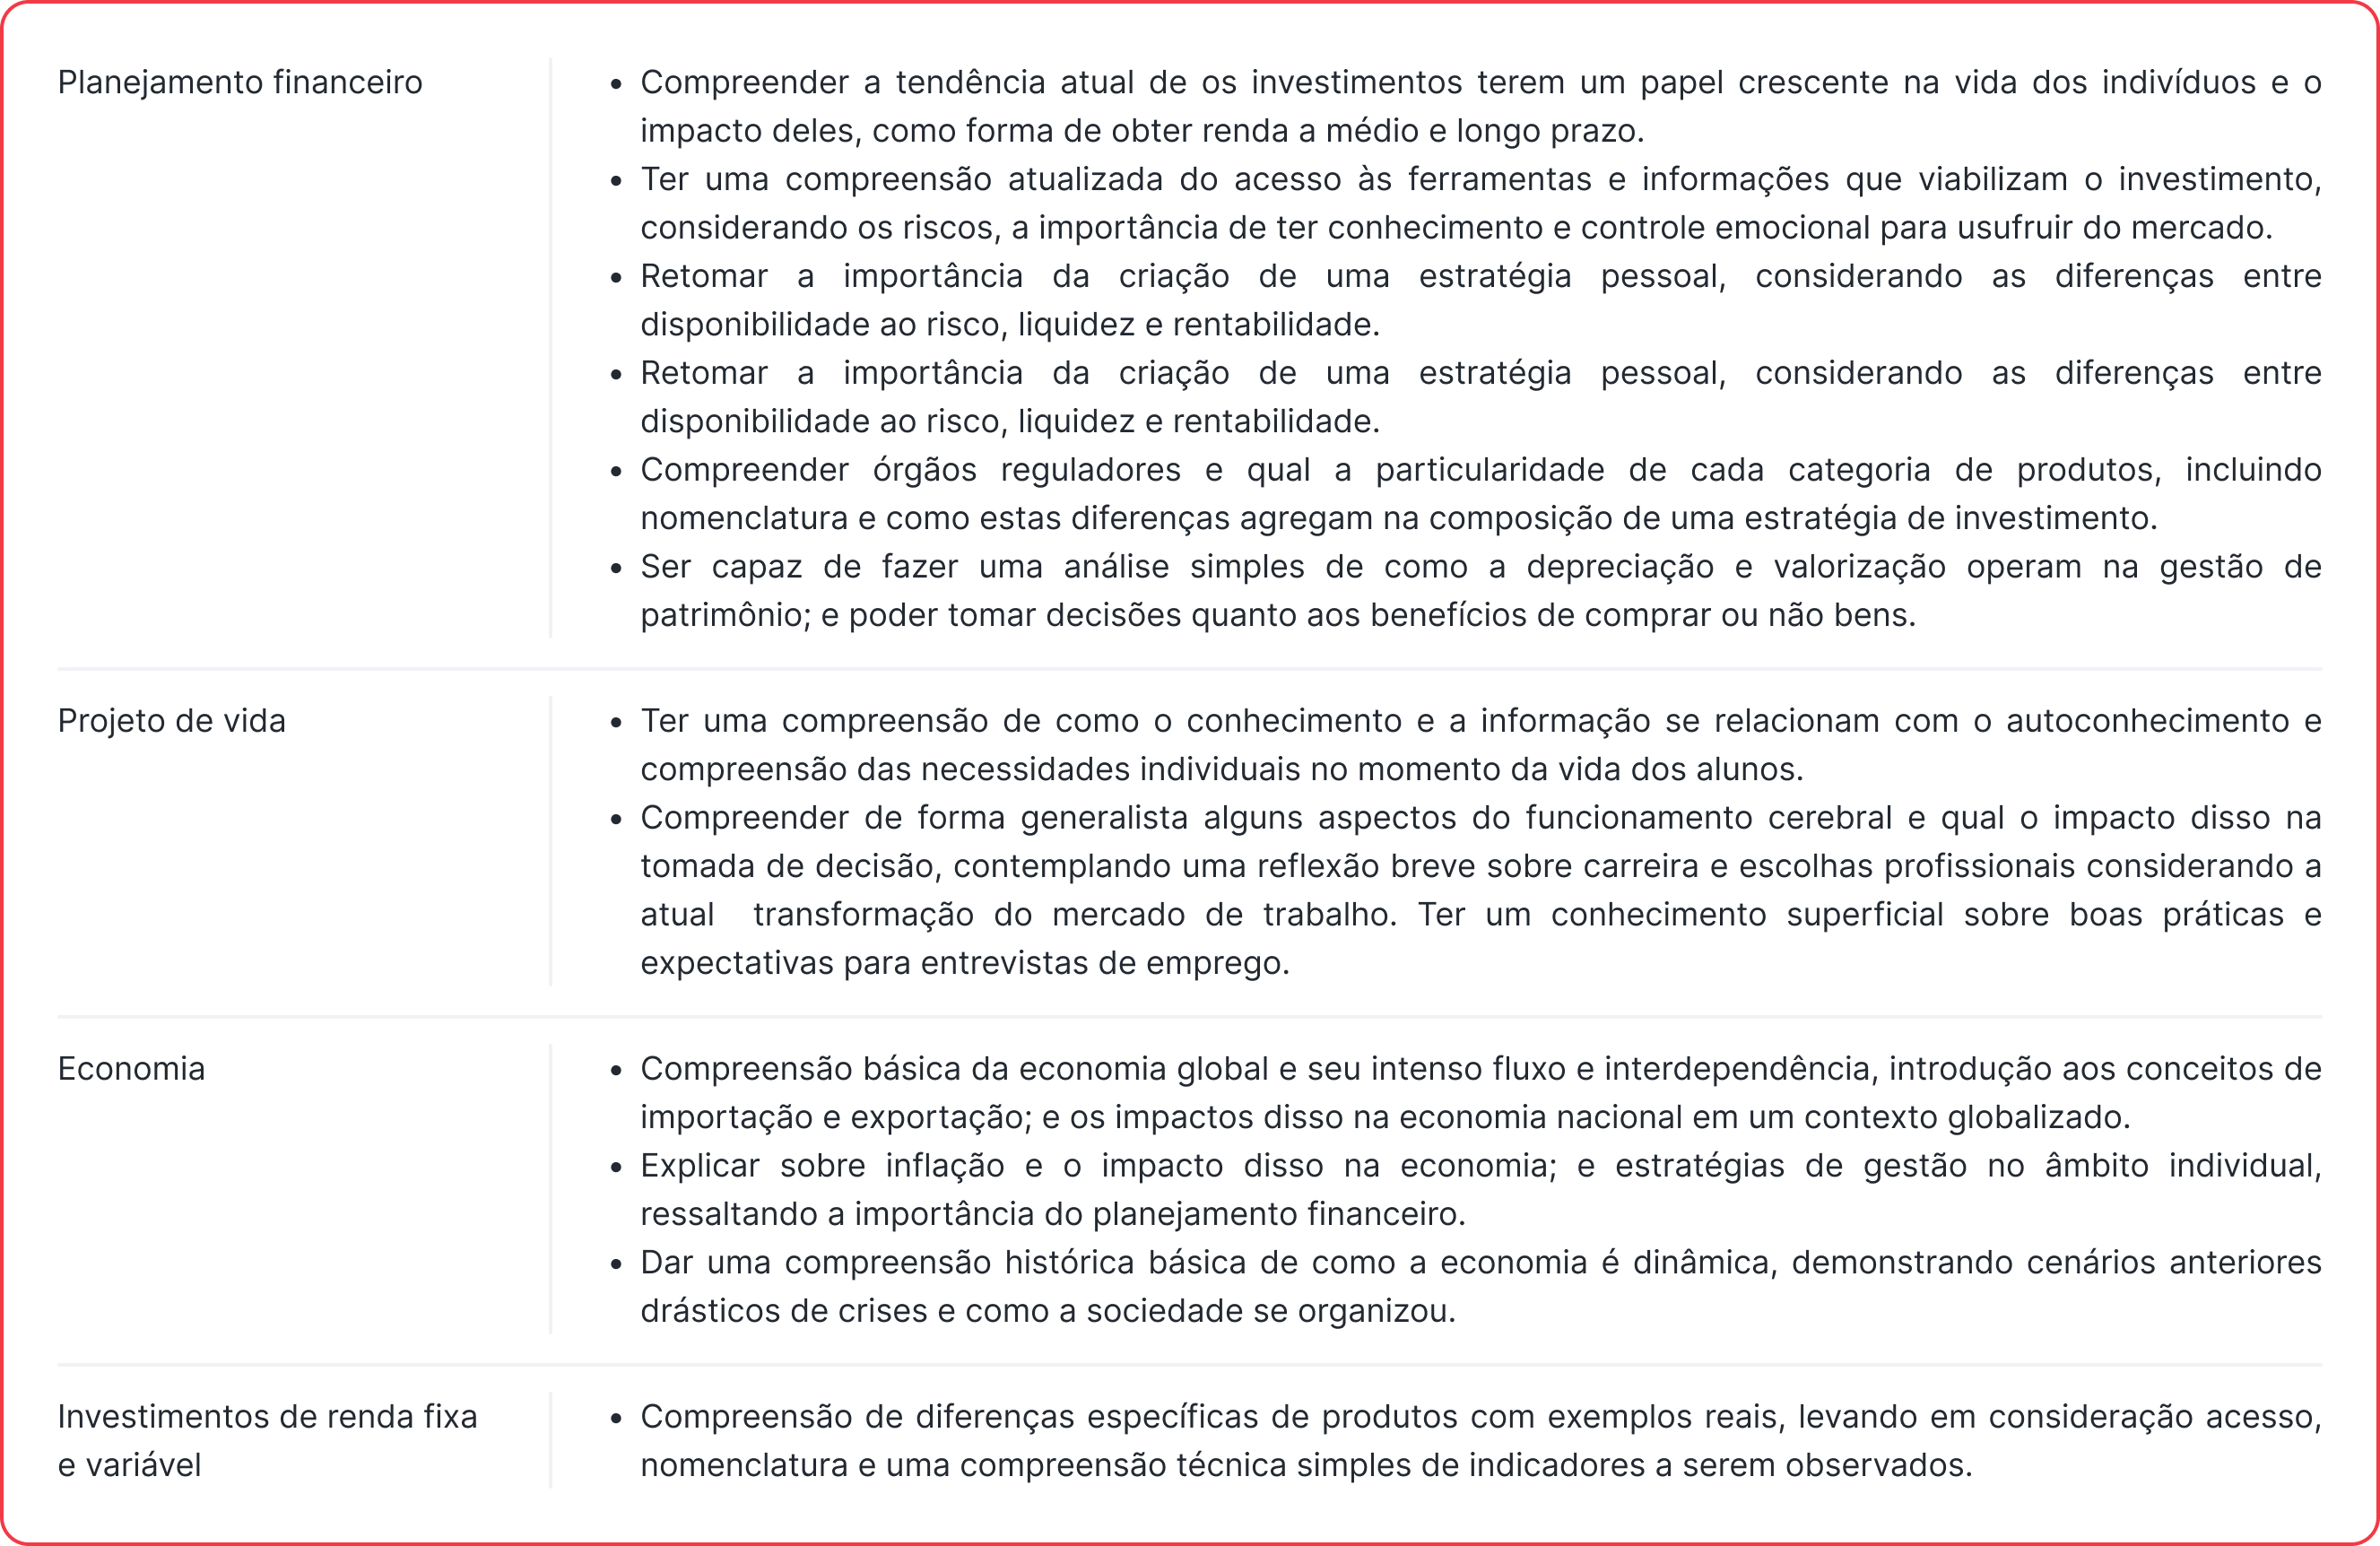 Planejamento financeiro
• Compreender a tendência atual de os investimentos terem um papel crescente na vida dos indivíduos e o
impacto deles, como forma de obter renda a médio e longo prazo.
• Ter uma compreensão atualizada do acesso às ferramentas e informações que viabilizam o investimento,
considerando os riscos, a importância de ter conhecimento e controle emocional para usufruir do mercado.
• Retomar a importância da criação de uma estratégia pessoal, considerando as diferenças entre
disponibilidade ao risco, liquidez e rentabilidade.
• Retomar a importância da criação de uma estratégia pessoal, considerando as diferenças entre
disponibilidade ao risco, liquidez e rentabilidade.
• Compreender órgãos reguladores e qual a particularidade de cada categoria de produtos, incluindo
nomenclatura e como estas diferenças agregam na composição de uma estratégia de investimento.
• Ser capaz de fazer uma análise simples de como a depreciação e valorização operam na gestão de
patrimônio; e poder tomar decisões quanto aos benefícios de comprar ou não bens.
Projeto de vida
• Ter uma compreensão de como o conhecimento e a informação se relacionam com o autoconhecimento e
compreensão das necessidades individuais no momento da vida dos alunos.
• Compreender de forma generalista alguns aspectos do funcionamento cerebral e qual o impacto disso na
tomada de decisão, contemplando uma reflexão breve sobre carreira e escolhas profissionais considerando a
atual transformação do mercado de trabalho. Ter um conhecimento superficial sobre boas práticas e
expectativas para entrevistas de emprego.
Economia
• Compreensão básica da economia global e seu intenso fluxo e interdependência, introdução aos conceitos de
importação e exportação; e os impactos disso na economia nacional em um contexto globalizado.
• Explicar sobre inflação e o impacto disso na economia; e estratégias de gestão no âmbito individual,
ressaltando a importância do planejamento financeiro.
• Dar uma compreensão histórica básica de como a economia é dinâmica, demonstrando cenários anteriores
drásticos de crises e como a sociedade se organizou.
Investimentos de renda fixa
e variável
• Compreensão de diferenças específicas de produtos com exemplos reais, levando em consideração acesso,
nomenclatura e uma compreensão técnica simples de indicadores a serem observados.